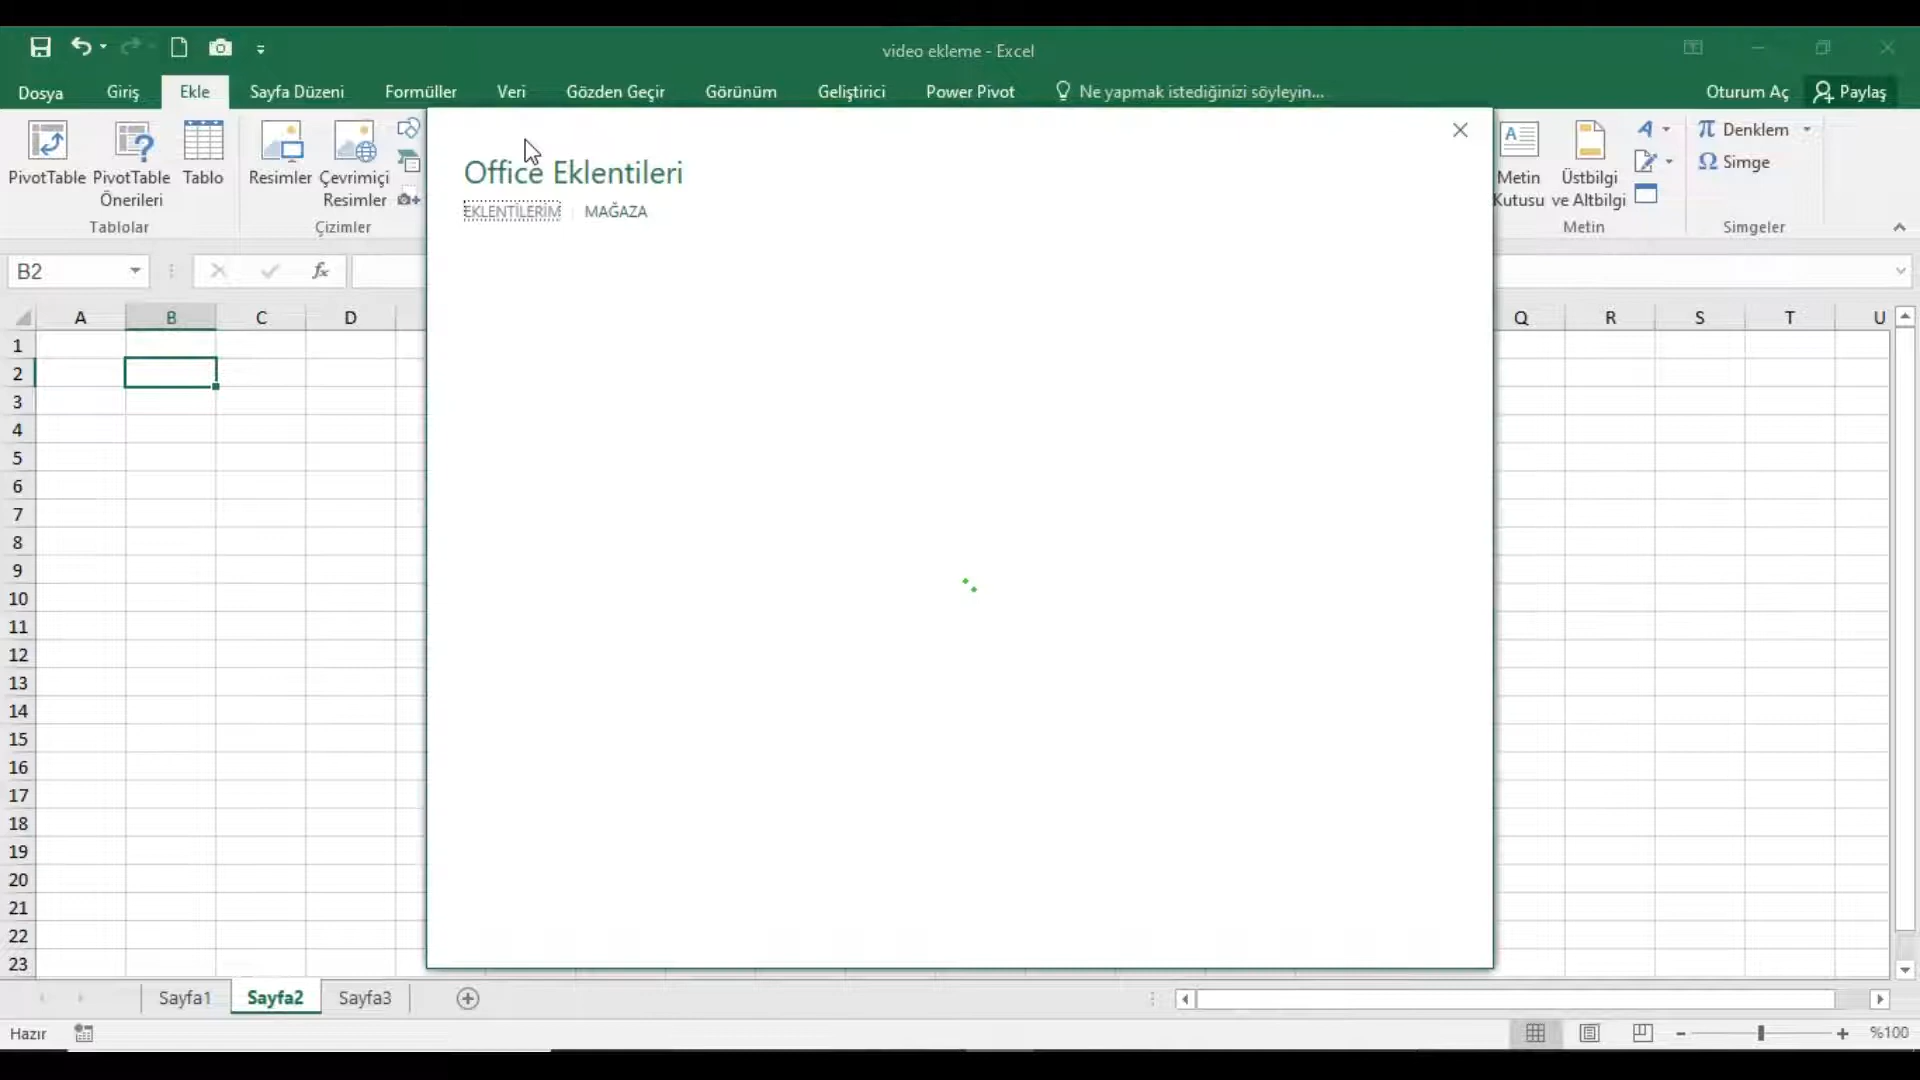 video ekleme - Excel
Dosya Giriş Ekle Sayfa Düzeni Formüller Veri Gözden Geçir Görünüm Geliştirici Power Pivot Ne yapmak istediğinizi söyleyin... Oturum Aç Paylaş
PivotTable PivotTable Önerileri Tablo Resimler Çevrimiçi Resimler
Tablolar Çizimler
Metin Kutusu Üstbilgi ve Altbilgi A π Denklem
Ω Simge
Metin Simgeler
Office Eklentileri
EKLENTİLERİM MAĞAZA
B2 fx
A B C D Q R S T U
1
2
3
4
5
6
7
8
9
10
11
12
13
14
15
16
17
18
19
20
21
22
23
Sayfa1 Sayfa2 Sayfa3
Hazır - + %100